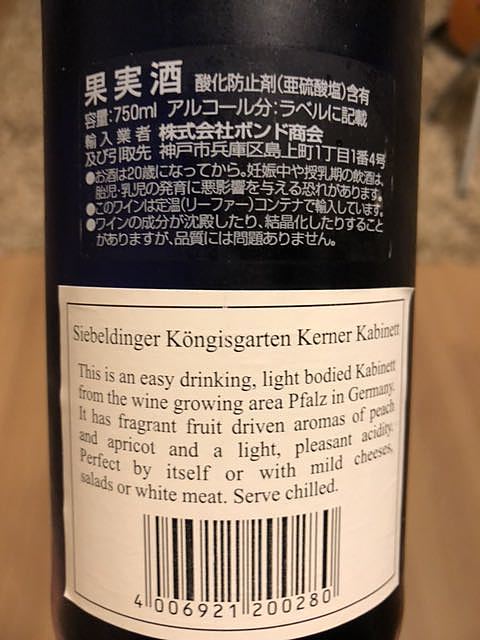 果実酒 酸化防止剤(亜硫酸塩)含有
容量:750ml アルコール分:ラベルに記載
輸入業者 株式会社ボンド商会
及び引取先 神戸市兵庫区島上町1丁目1番4号
●お酒は20歳になってから。妊娠中や授乳期の飲酒は、
胎児・乳児の発育に悪影響を与える恐れがあります。
●このワインは定温(リーファー)コンテナで輸入しています。
●ワインの成分が沈殿したり、結晶化したりすること
がありますが、品質には問題ありません。
Siebeldinger Köngisgarten Kerner Kabinett
This is an easy drinking, light bodied Kabinett
from the wine growing area Pfalz in Germany.
It has fragrant fruit driven aromas of peach
and apricot and a light, pleasant acidity.
Perfect by itself or with mild cheeses,
salads or white meat. Serve chilled.
4 006921 200280